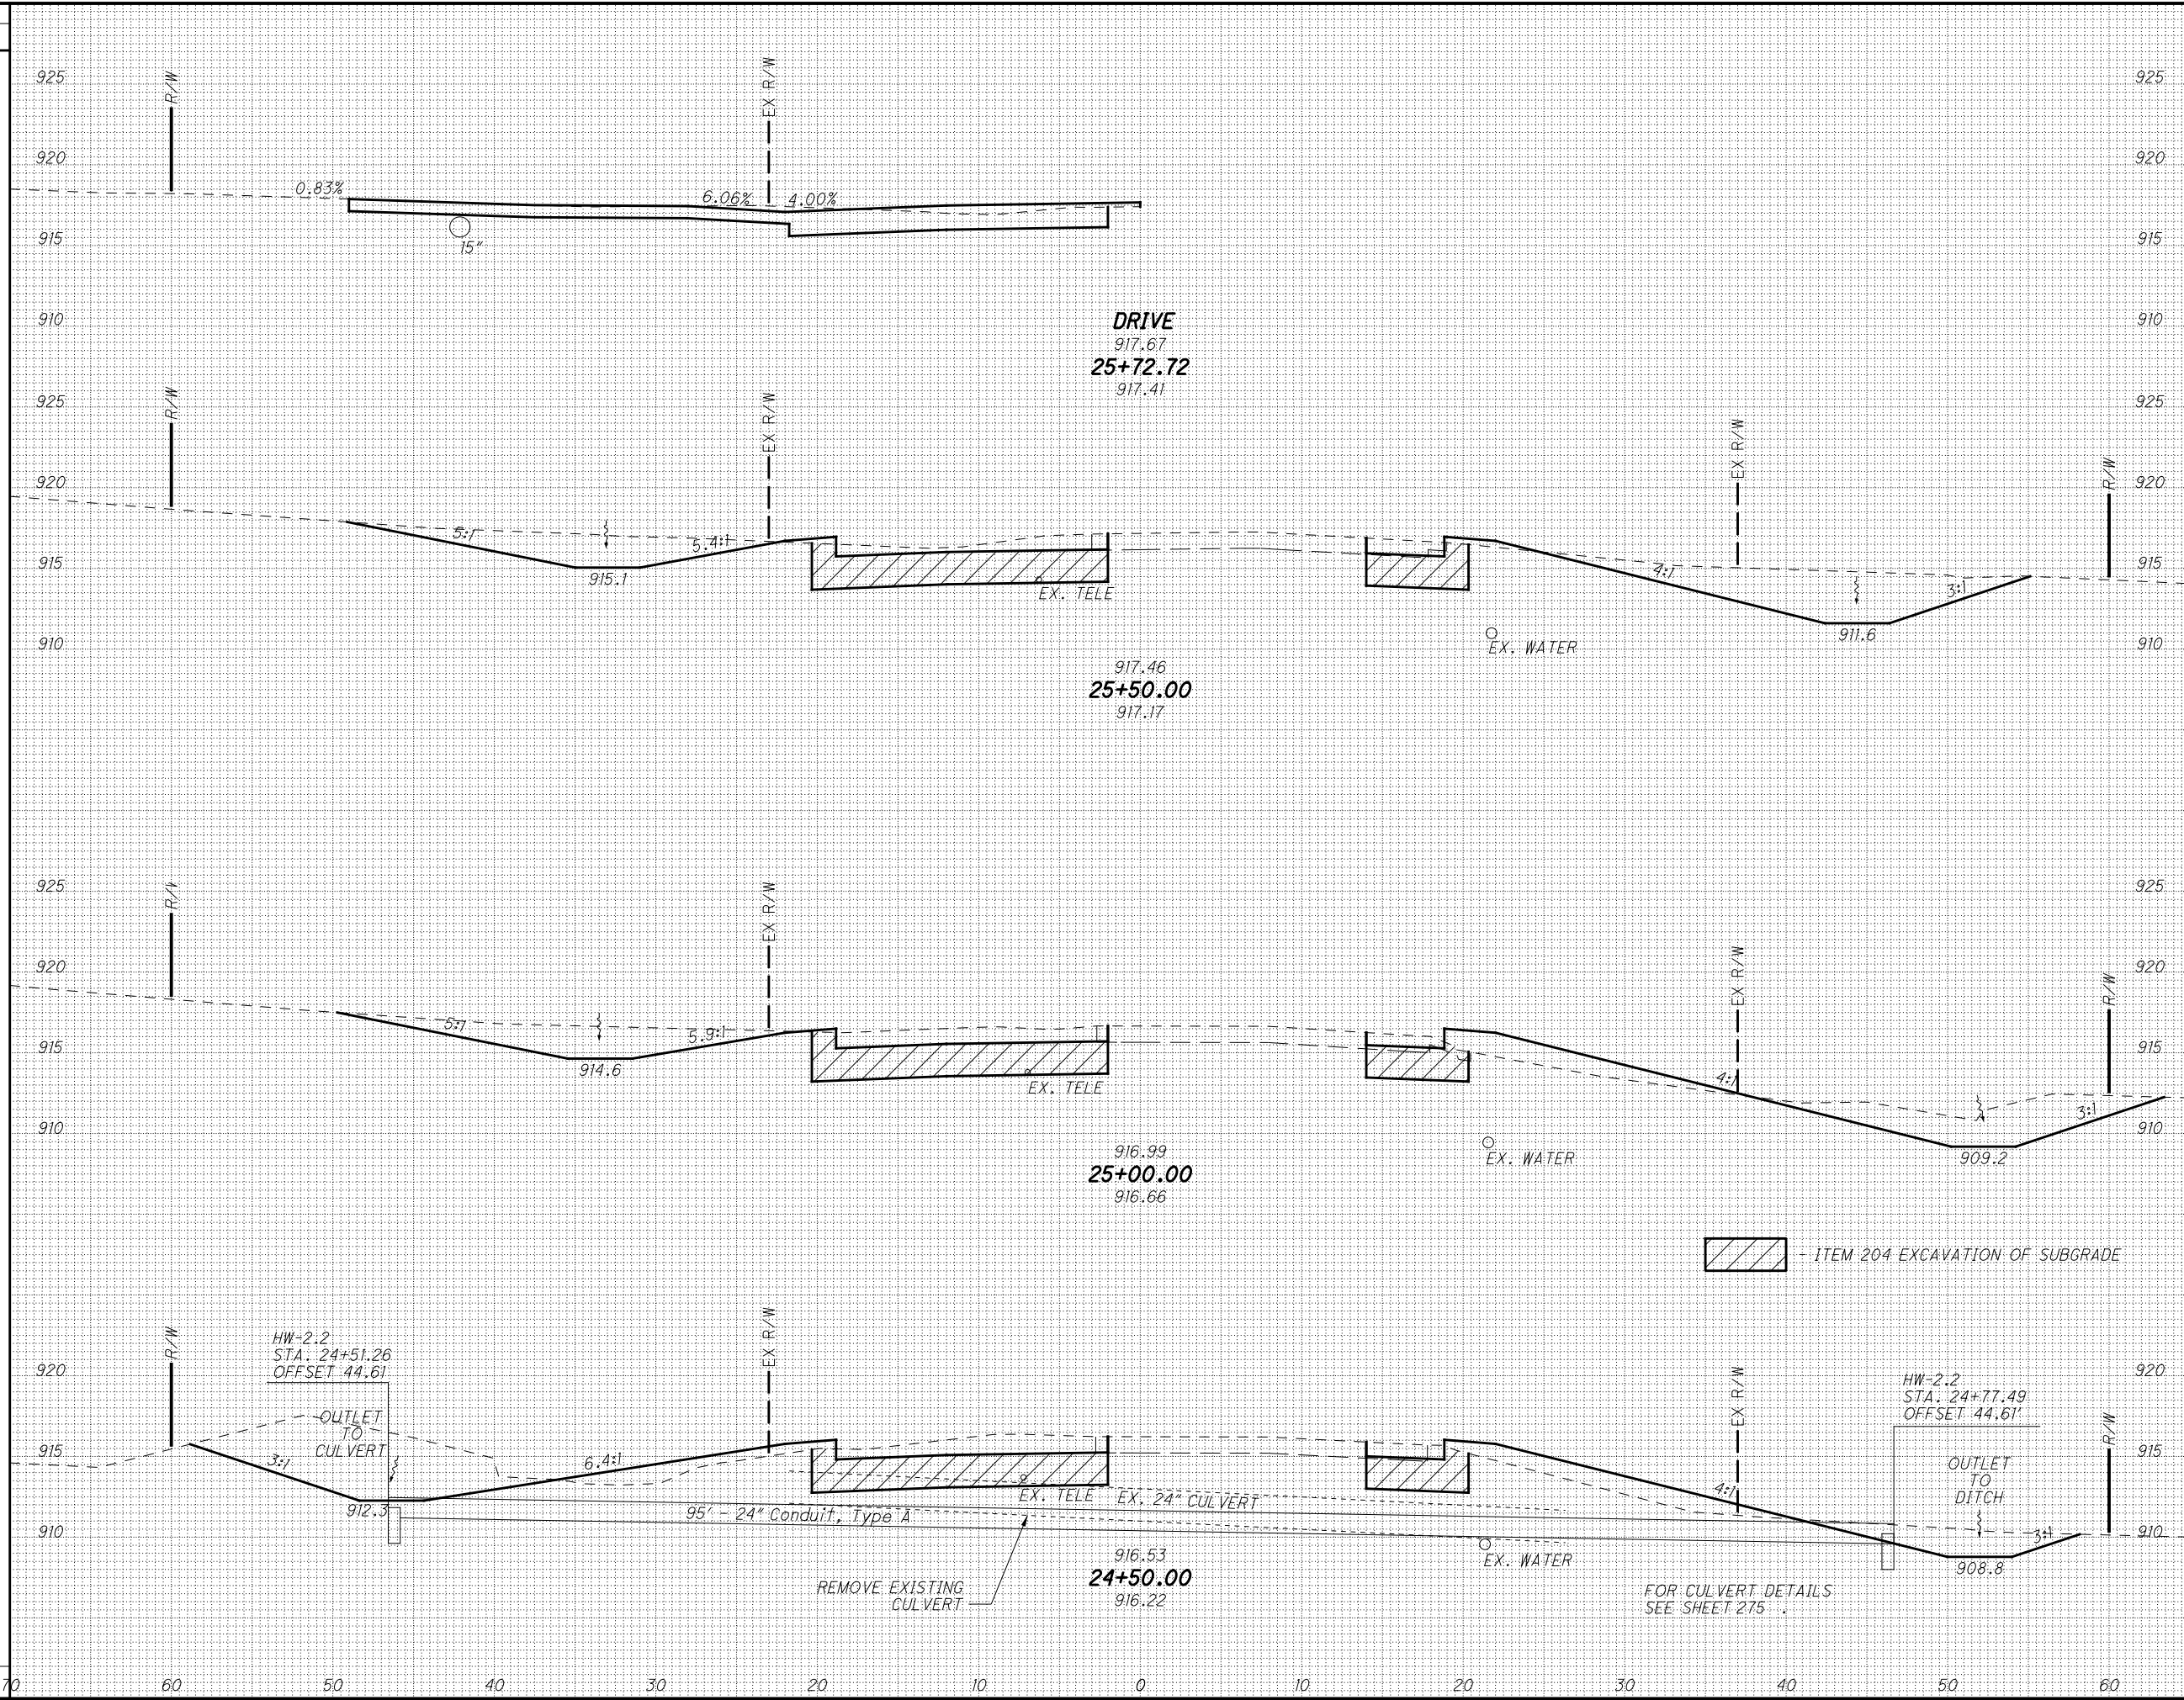 925 925
R/W
EX R/W
920 920
0.83%
6.06% 4.00%
15"
915 915
910 910
DRIVE
917.67
25+72.72
917.41
925 925
R/W
EX R/W
EX R/W
R/W
920 920
5:1
5.4:1
915 915
915.1
EX. TELE
4:1
3:1
911.6
EX. WATER
910 910
917.46
25+50.00
917.17
925 925
R/W
EX R/W
EX R/W
R/W
920 920
5:1
5.9:1
915 915
914.6
EX. TELE
4:1
3:1
910 910
EX. WATER
909.2
916.99
25+00.00
916.66
- ITEM 204 EXCAVATION OF SUBGRADE
R/W
EX R/W
EX R/W
R/W
HW-2.2
STA. 24+51.26
OFFSET 44.61
920 920
HW-2.2
STA. 24+77.49
OFFSET 44.61'
OUTLET
TO
CULVERT
915 915
3:1
6.4:1
OUTLET
TO
DITCH
4:1
EX. TELE
EX. 24" CULVERT
912.3
95' - 24" Conduit, Type A
910 910
3:1
EX. WATER
908.8
916.53
24+50.00
916.22
REMOVE EXISTING
CULVERT
FOR CULVERT DETAILS
SEE SHEET 275 .
70 60 50 40 30 20 10 0 10 20 30 40 50 60